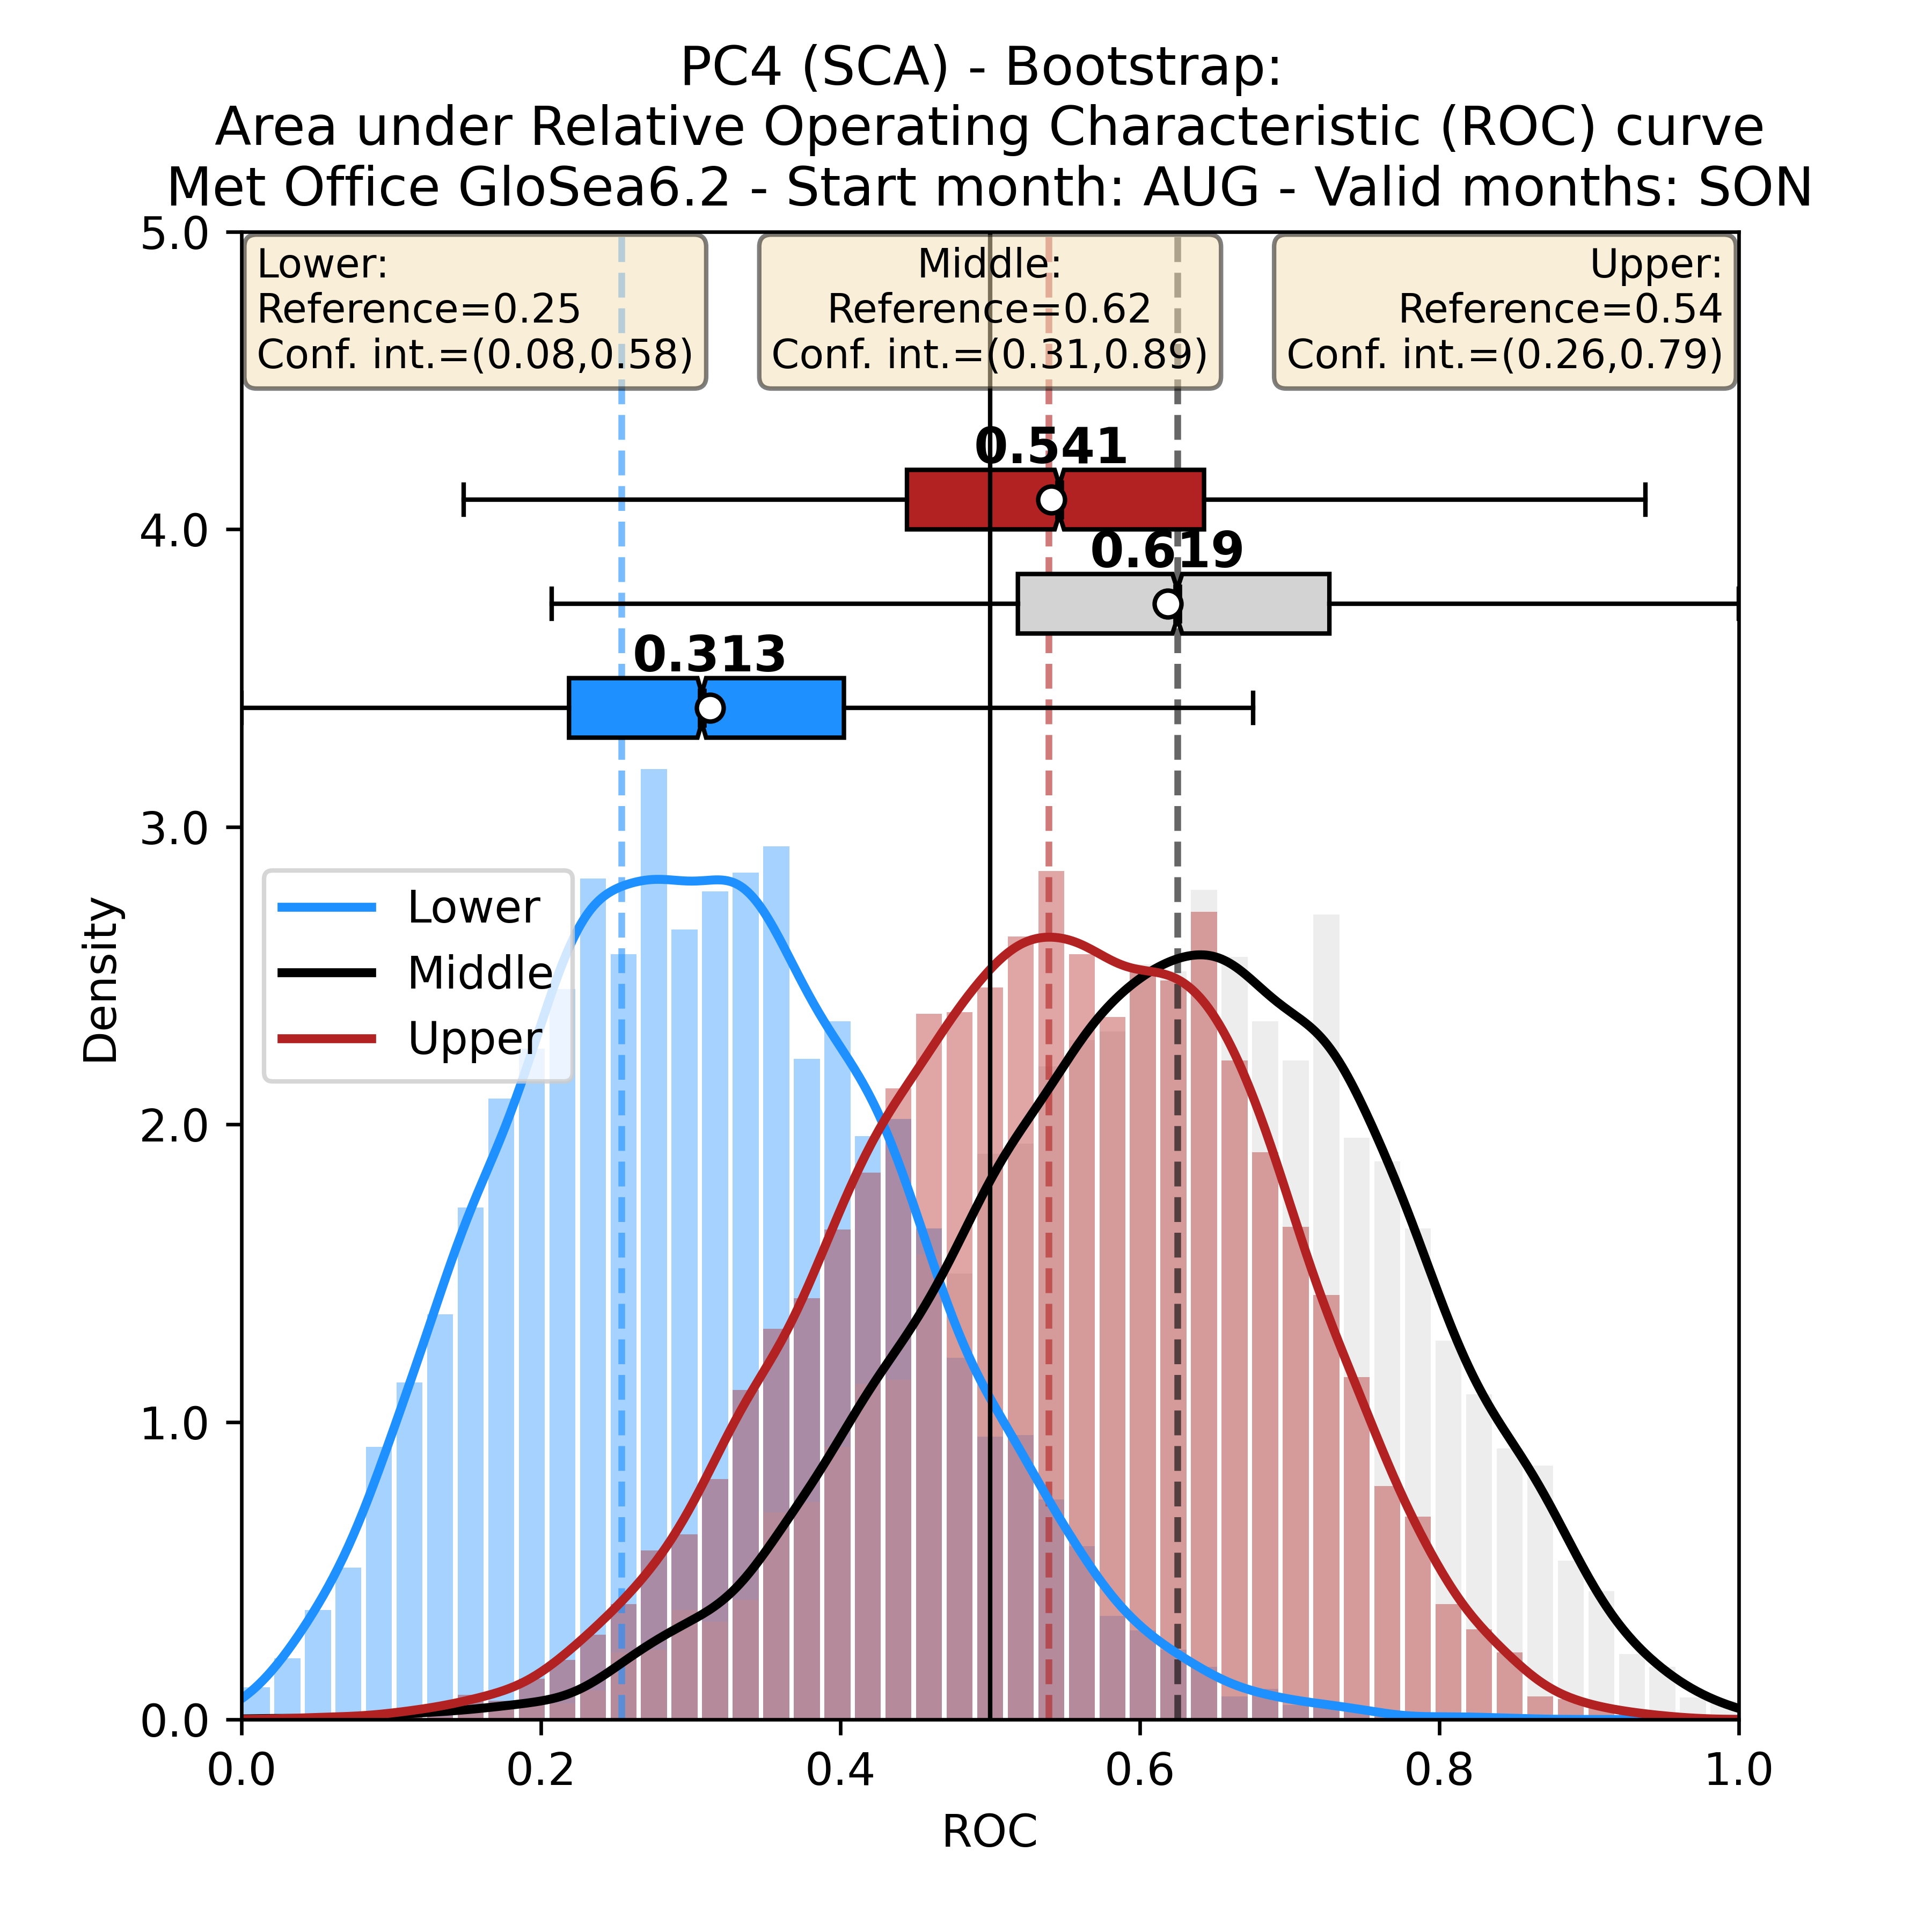 PC4 (SCA) - Bootstrap:
Area under Relative Operating Characteristic (ROC) curve
Met Office GloSea6.2 - Start month: AUG - Valid months: SON
5.0
Lower:
Reference=0.25
Conf. int.=(0.08,0.58)
Middle:
Reference=0.62
Conf. int.=(0.31,0.89)
Upper:
Reference=0.54
Conf. int.=(0.26,0.79)
0.541
4.0
0.619
0.313
3.0
Lower
Middle
Upper
Density
2.0
1.0
0.0
0.0 0.2 0.4 0.6 0.8 1.0
ROC